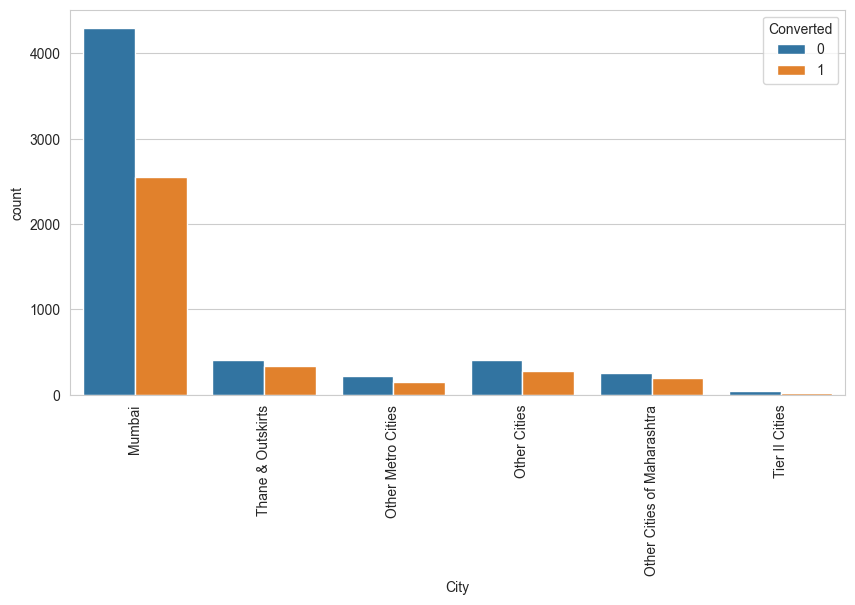 Converted
0
1
4000
3000
2000
1000
0
count
Mumbai
Thane & Outskirts
Other Metro Cities
Other Cities
Other Cities of Maharashtra
Tier II Cities
City